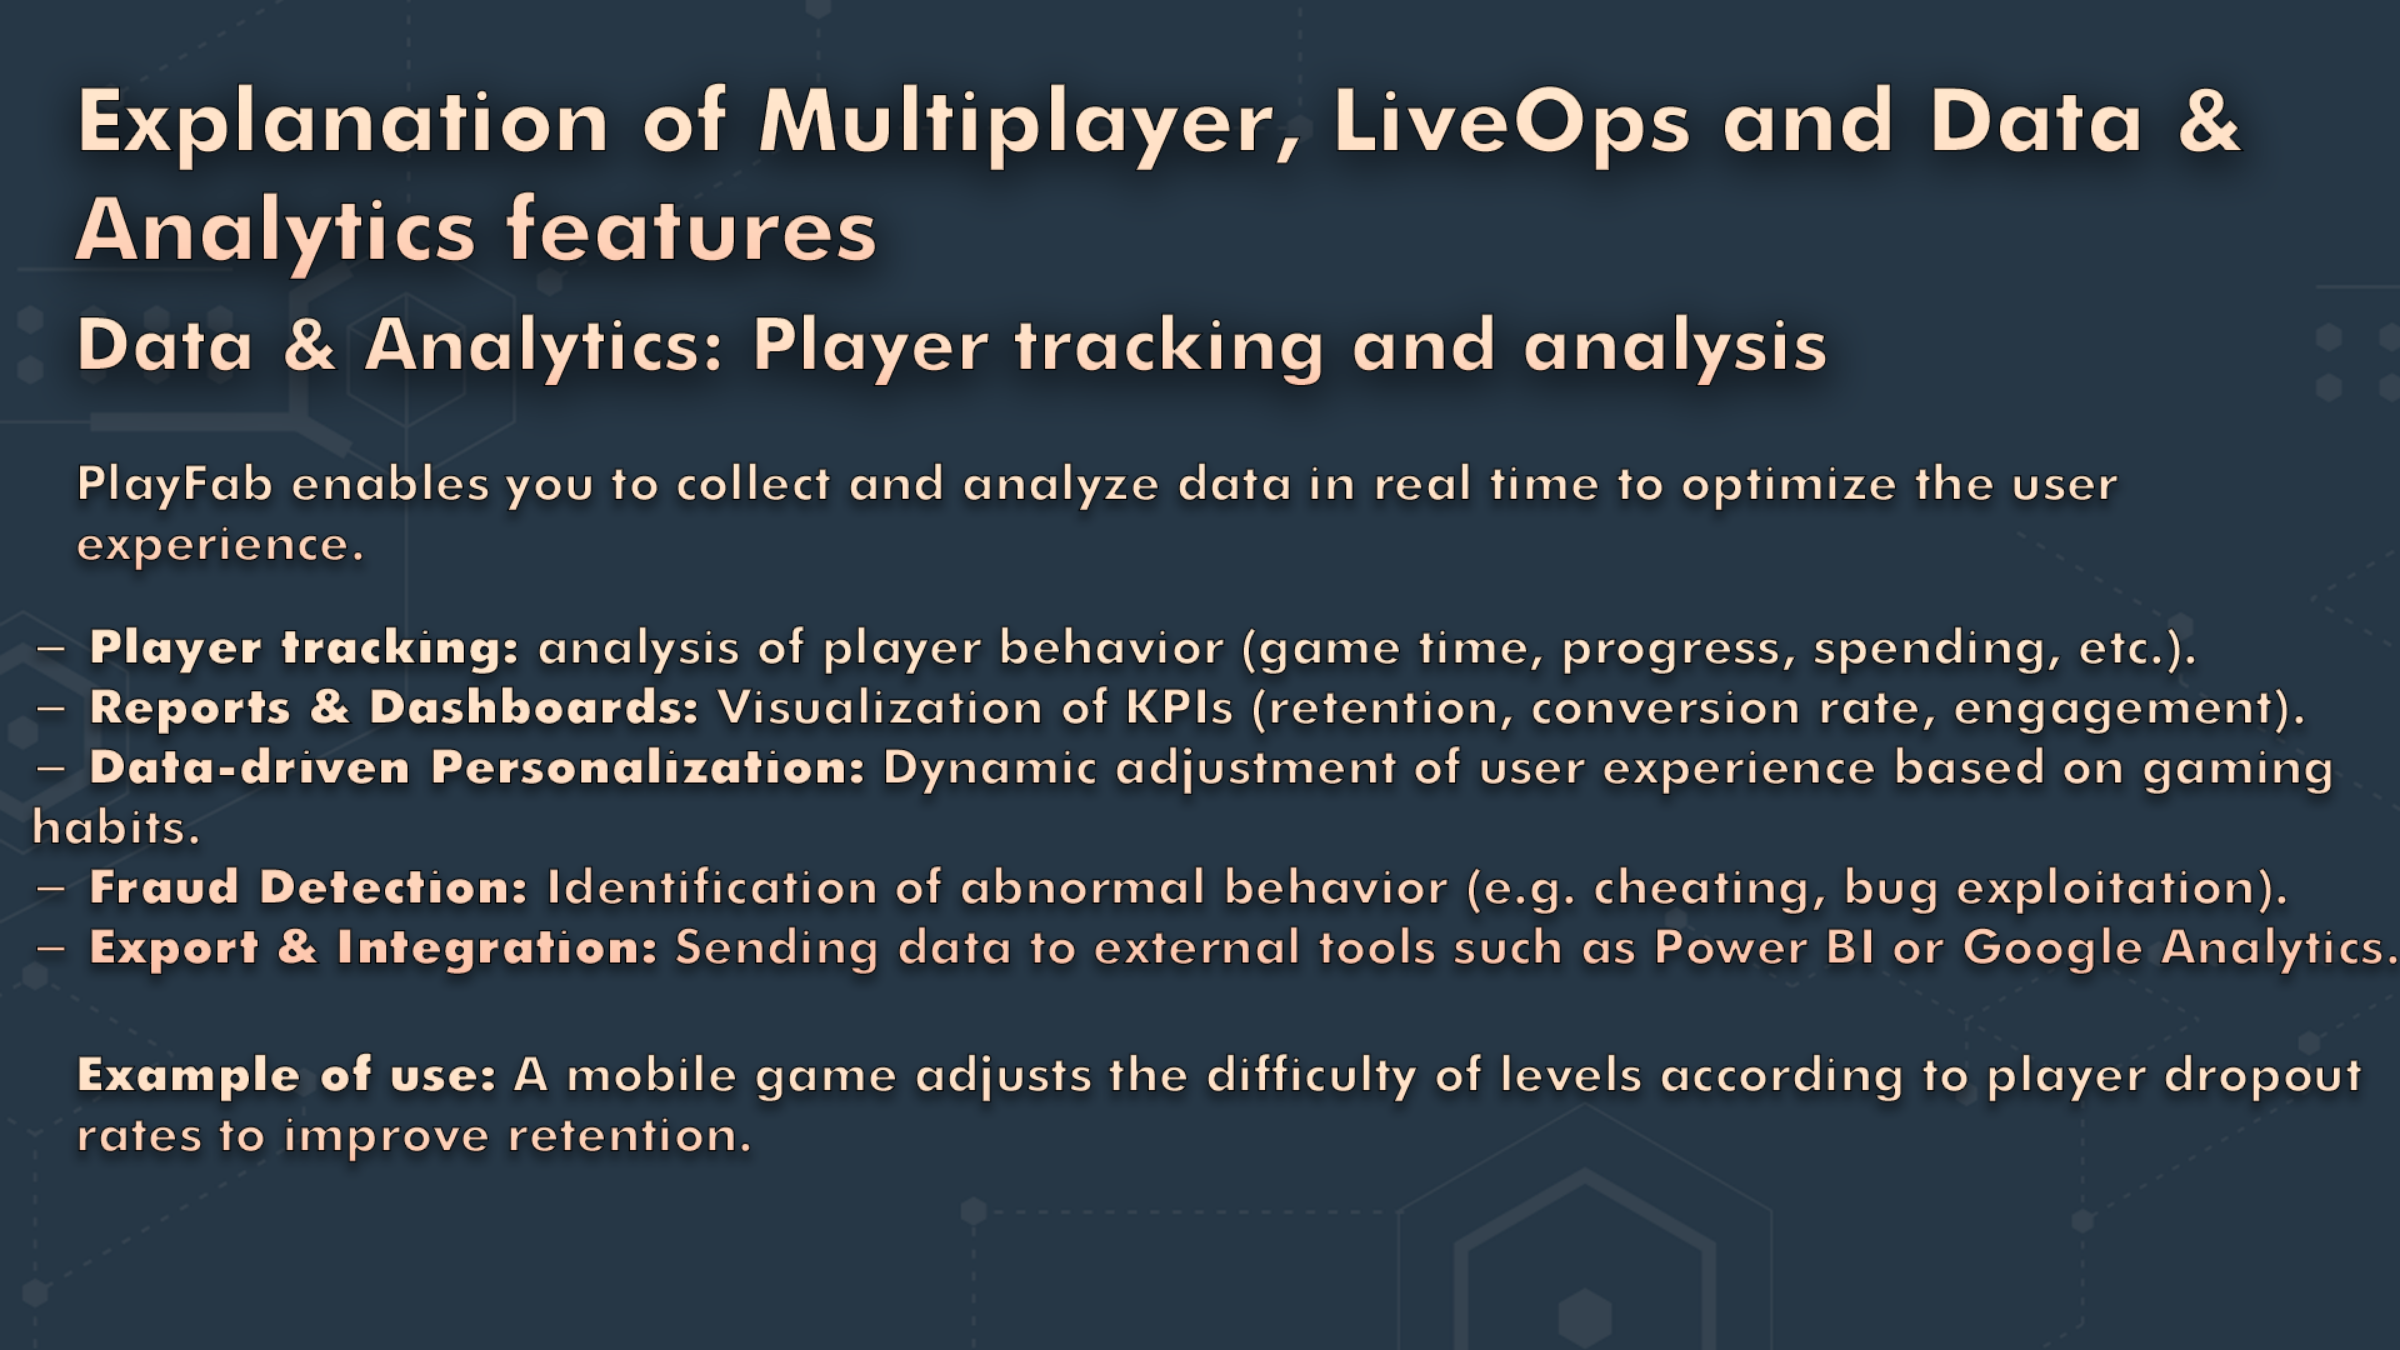 Explanation of Multiplayer, LiveOps and Data &
Analytics features
Data & Analytics: Player tracking and analysis
PlayFab enables you to collect and analyze data in real time to optimize the user
experience.
– Player tracking: analysis of player behavior (game time, progress, spending, etc.).
– Reports & Dashboards: Visualization of KPIs (retention, conversion rate, engagement).
– Data-driven Personalization: Dynamic adjustment of user experience based on gaming
habits.
– Fraud Detection: Identification of abnormal behavior (e.g. cheating, bug exploitation).
– Export & Integration: Sending data to external tools such as Power BI or Google Analytics.
Example of use: A mobile game adjusts the difficulty of levels according to player dropout
rates to improve retention.